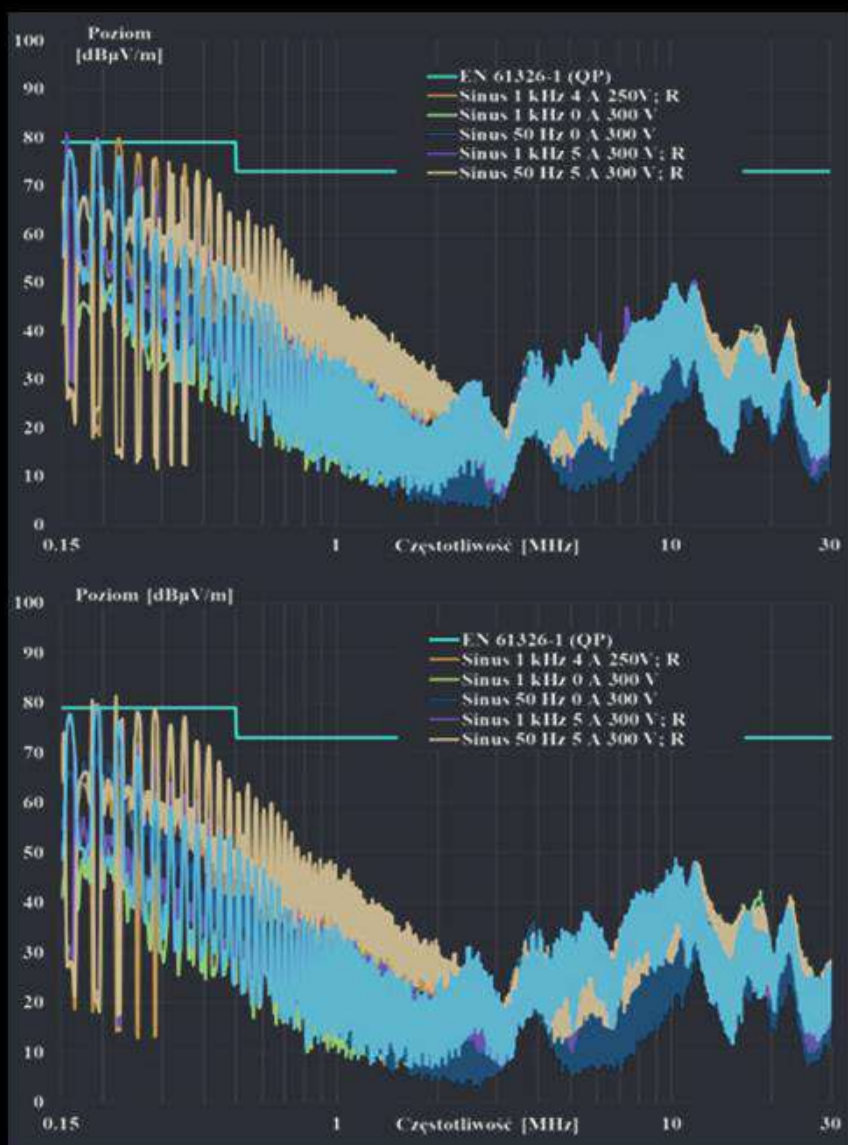 Poziom
[dBµV/m]
100
90
80
70
60
50
40
30
20
10
0
EN 61326-1 (QP)
Sinus 1 kHz 4 A 250V; R
Sinus 1 kHz 0 A 300 V
Sinus 50 Hz 0 A 300 V
Sinus 1 kHz 5 A 300 V; R
Sinus 50 Hz 5 A 300 V; R
0.15 1 Częstotliwość [MHz] 10 30
Poziom [dBµV/m]
100
90
80
70
60
50
40
30
20
10
0
EN 61326-1 (QP)
Sinus 1 kHz 4 A 250V; R
Sinus 1 kHz 0 A 300 V
Sinus 50 Hz 0 A 300 V
Sinus 1 kHz 5 A 300 V; R
Sinus 50 Hz 5 A 300 V; R
0.15 1 Częstotliwość [MHz] 10 30